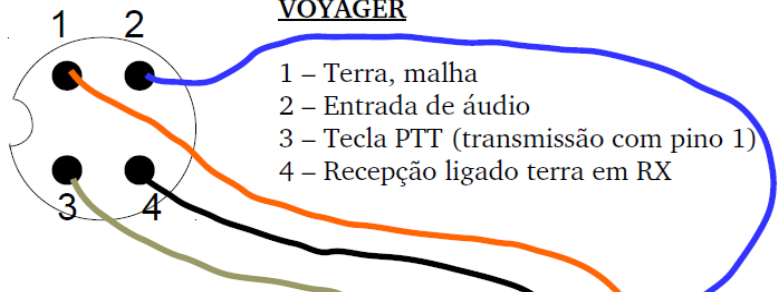 VOYAGER
1 2
1 – Terra, malha
2 – Entrada de áudio
3 – Tecla PTT (transmissão com pino 1)
4 – Recepção ligado terra em RX
3 4